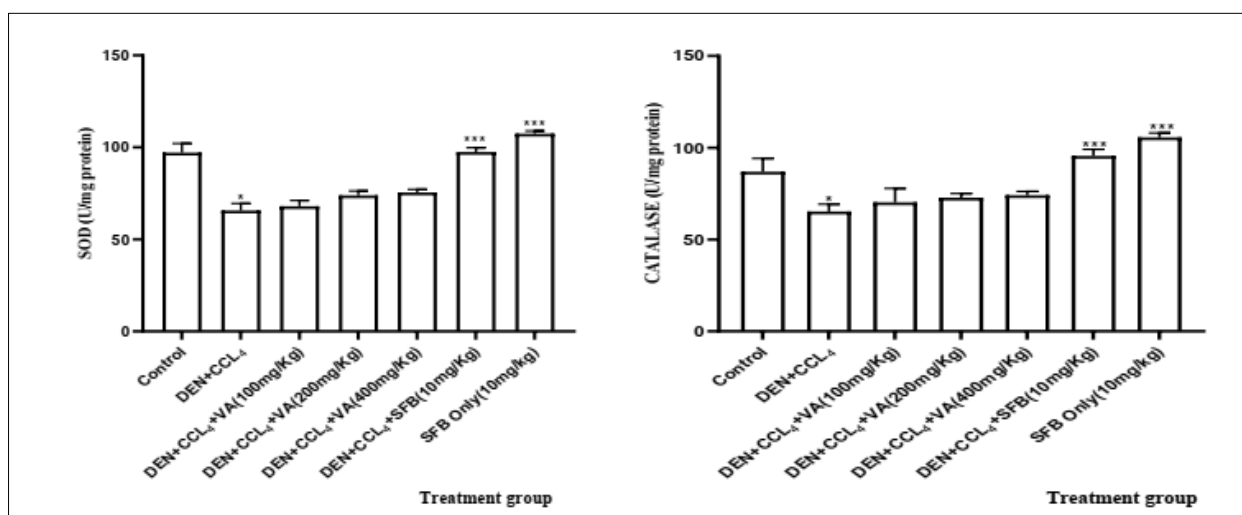 150
100
50
0
SOD (U/mg protein)
*
***
***
Control
DEN+CCL₄
DEN+CCL₄+VA(100mg/Kg)
DEN+CCL₄+VA(200mg/Kg)
DEN+CCL₄+VA(400mg/Kg)
DEN+CCL₄+SFB(10mg/Kg)
SFB Only(10mg/kg)
Treatment group
150
100
50
0
CATALASE (U/mg protein)
*
***
***
Control
DEN+CCL₄
DEN+CCL₄+VA(100mg/Kg)
DEN+CCL₄+VA(200mg/Kg)
DEN+CCL₄+VA(400mg/Kg)
DEN+CCL₄+SFB(10mg/Kg)
SFB Only(10mg/kg)
Treatment group